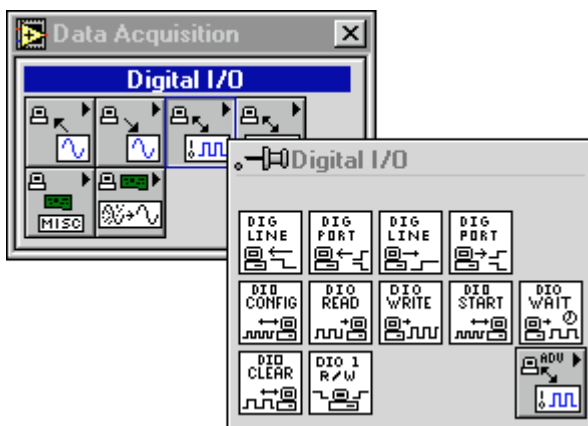 Data Acquisition
Digital I/O
MISC
Digital I/O
DIG LINE
DIG PORT
DIG LINE
DIG PORT
DIO CONFIG
DIO READ
DIO WRITE
DIO START
DIO WAIT
DIO CLEAR
DIO 1 R/W
ADV